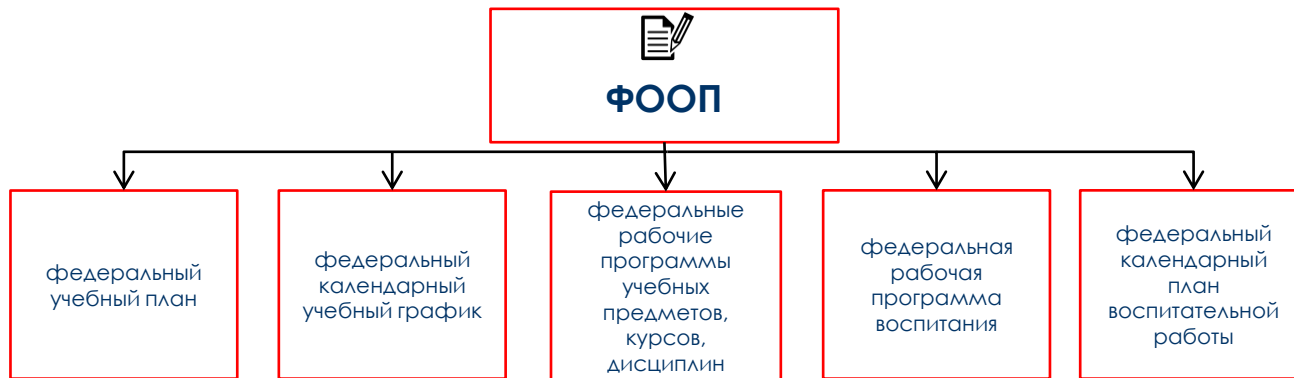 ФООП
федеральный
учебный план
федеральный
календарный
учебный график
федеральные
рабочие
программы
учебных
предметов,
курсов,
дисциплин
федеральная
рабочая
программа
воспитания
федеральный
календарный
план
воспитательной
работы